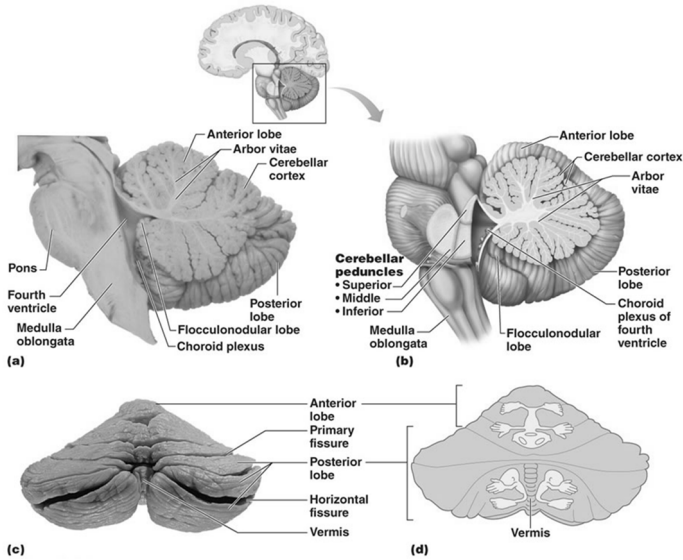 Anterior lobe
Arbor vitae
Cerebellar
cortex
Pons
Fourth
ventricle
Medulla
oblongata
Posterior
lobe
Flocculonodular lobe
Choroid plexus
(a)
Anterior lobe
Cerebellar cortex
Arbor
vitae
Cerebellar
peduncles
• Superior
• Middle
• Inferior
Medulla
oblongata
Posterior
lobe
Choroid
plexus of
fourth
ventricle
Flocculonodular
lobe
(b)
Anterior
lobe
Primary
fissure
Posterior
lobe
Horizontal
fissure
Vermis
(c)
Vermis
(d)